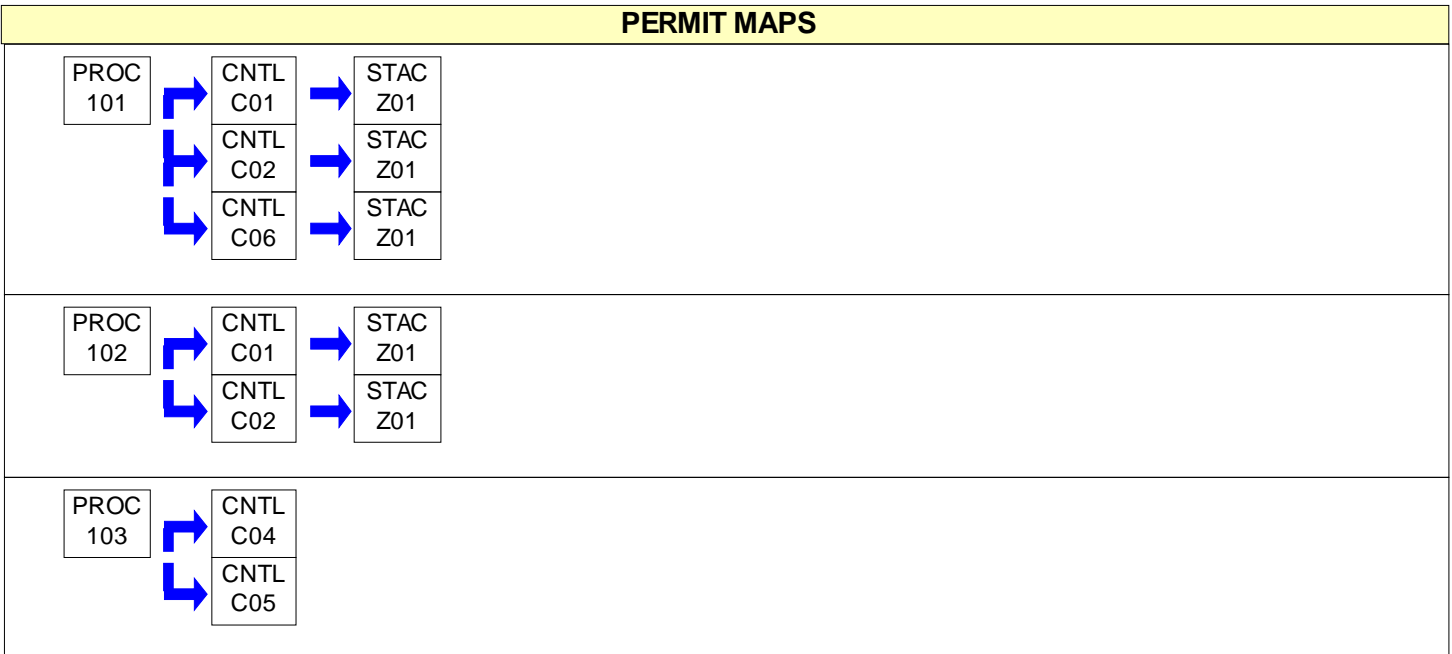 PERMIT MAPS
PROC
101
CNTL
C01
STAC
Z01
CNTL
C02
STAC
Z01
CNTL
C06
STAC
Z01
PROC
102
CNTL
C01
STAC
Z01
CNTL
C02
STAC
Z01
PROC
103
CNTL
C04
CNTL
C05